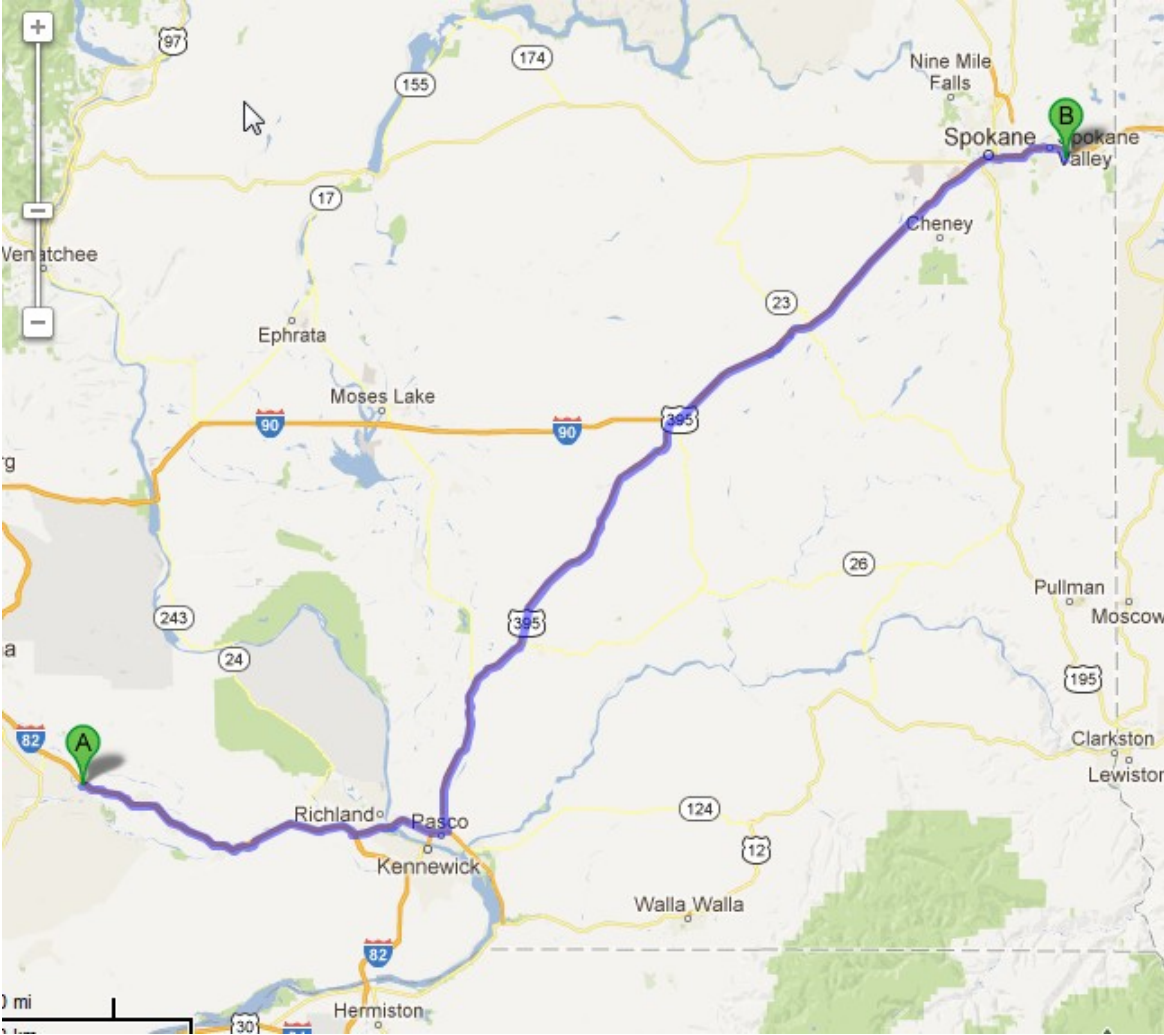 +
97
174
Nine Mile
Falls
155
B
Spokane
Spokane
Valley
17
Cheney
Wenatchee
23
−
Ephrata
Moses Lake
395
90
90
rg
26
Pullman
243
395
Moscow
a
24
195
82
A
Clarkston
Lewiston
124
Richland
Pasco
12
Kennewick
Walla Walla
82
0 mi
Hermiston
30